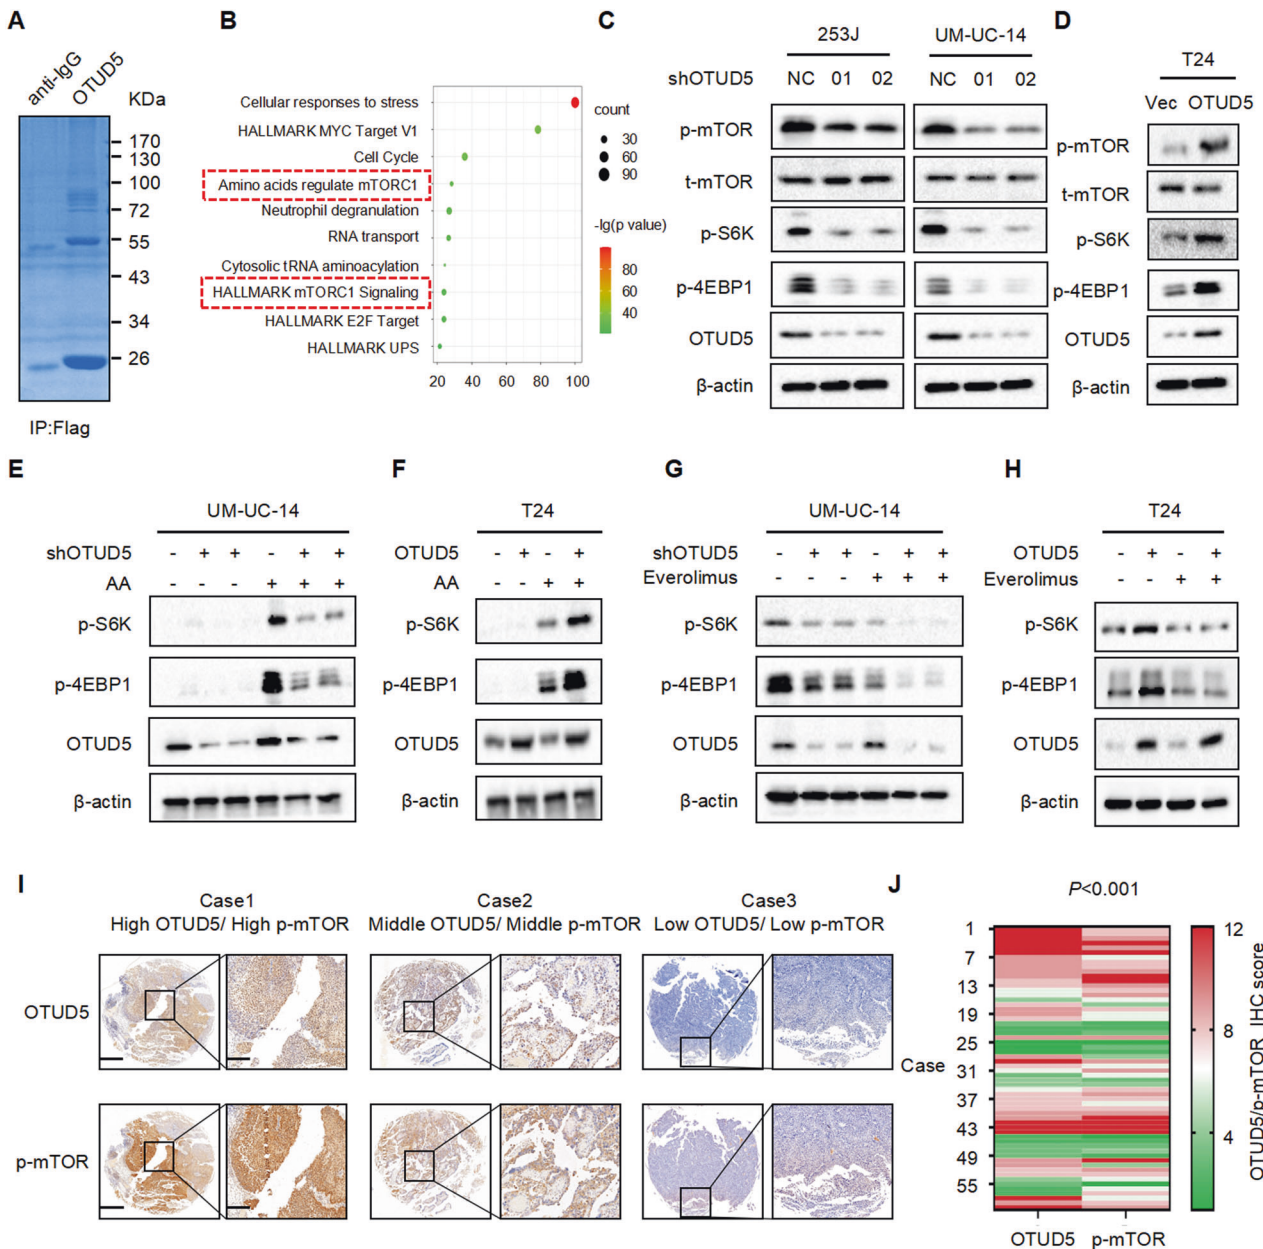 A
anti-IgG
OTUD5
KDa
170
130
100
72
55
43
34
26
IP:Flag
B
Cellular responses to stress
HALLMARK MYC Target V1
Cell Cycle
Amino acids regulate mTORC1
Neutrophil degranulation
RNA transport
Cytosolic tRNA aminoacylation
HALLMARK mTORC1 Signaling
HALLMARK E2F Target
HALLMARK UPS
20 40 60 80 100
count
30
60
90
-lg(p value)
80
60
40
C
253J UM-UC-14
shOTUD5 NC 01 02 NC 01 02
p-mTOR
t-mTOR
p-S6K
p-4EBP1
OTUD5
β-actin
D
T24
Vec OTUD5
p-mTOR
t-mTOR
p-S6K
p-4EBP1
OTUD5
β-actin
E
UM-UC-14
shOTUD5 - + + - + +
AA - - - + + +
p-S6K
p-4EBP1
OTUD5
β-actin
F
T24
OTUD5 - + - +
AA - - + +
p-S6K
p-4EBP1
OTUD5
β-actin
G
UM-UC-14
shOTUD5 - + + - + +
Everolimus - - - + + +
p-S6K
p-4EBP1
OTUD5
β-actin
H
T24
OTUD5 - + - +
Everolimus - - + +
p-S6K
p-4EBP1
OTUD5
β-actin
I
Case1 Case2 Case3
High OTUD5/ High p-mTOR Middle OTUD5/ Middle p-mTOR Low OTUD5/ Low p-mTOR
OTUD5
p-mTOR
J
P<0.001
1
7
13
19
25
31
37
43
49
55
Case
OTUD5 p-mTOR
12
8
4
OTUD5/p-mTOR IHC score